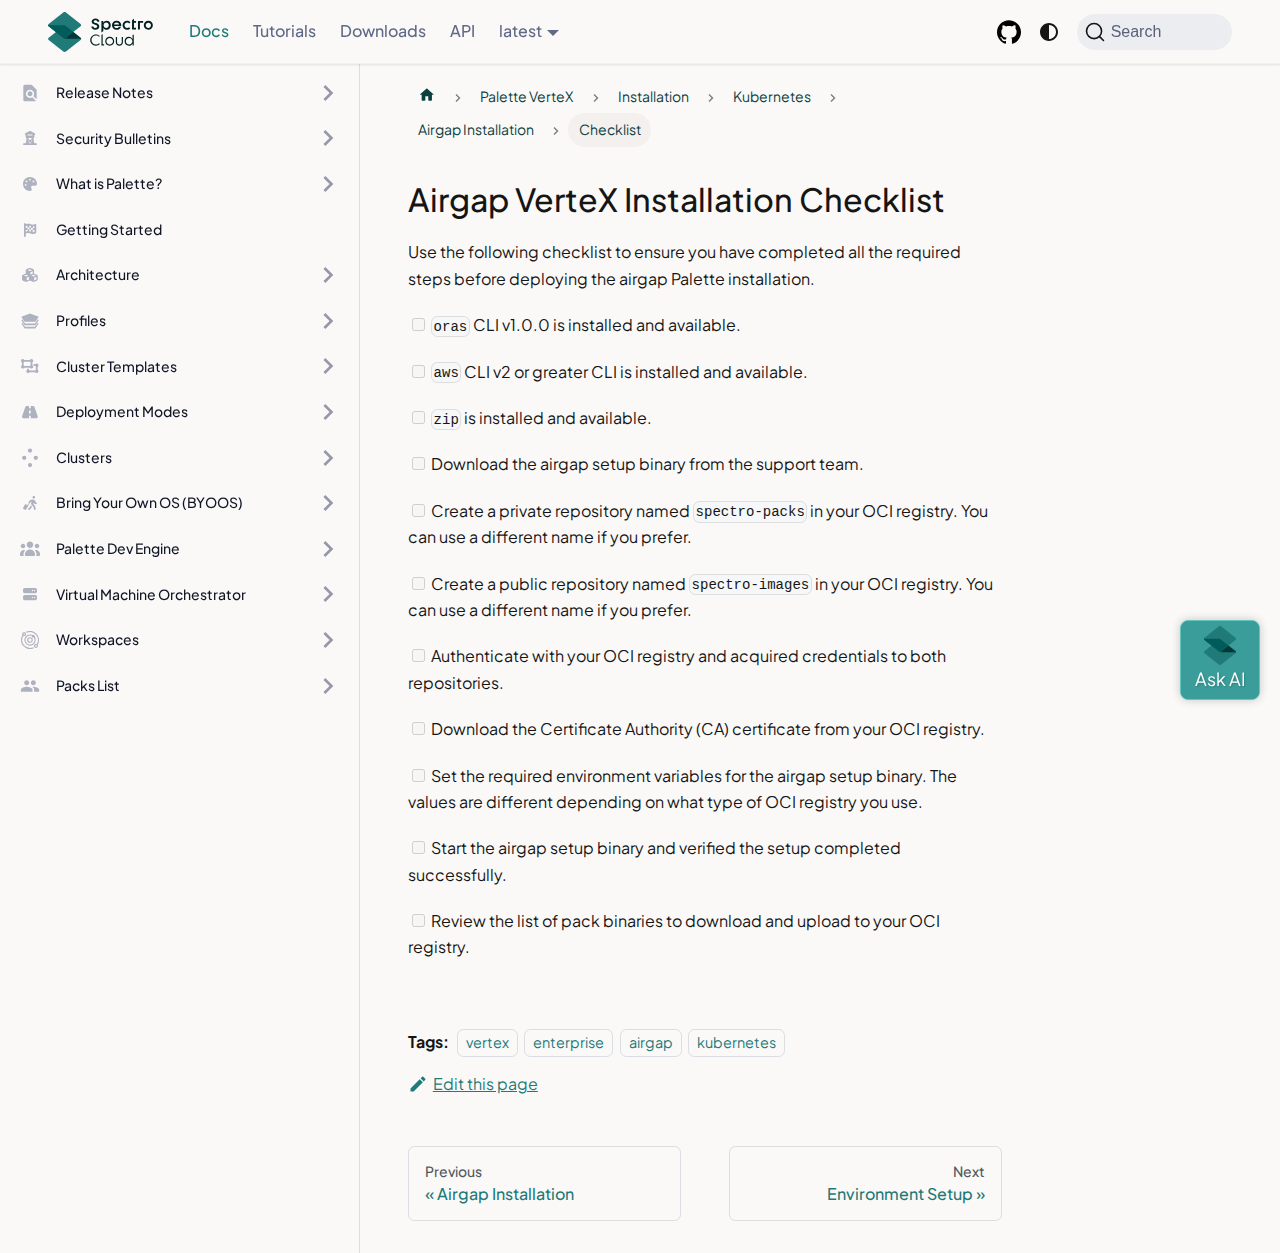 Spectro Cloud
Docs
Tutorials
Downloads
API
latest
Search
Release Notes
Security Bulletins
What is Palette?
Getting Started
Architecture
Profiles
Cluster Templates
Deployment Modes
Clusters
Bring Your Own OS (BYOOS)
Palette Dev Engine
Virtual Machine Orchestrator
Workspaces
Packs List
Palette VerteX
Installation
Kubernetes
Airgap Installation
Checklist
Airgap VerteX Installation Checklist
Use the following checklist to ensure you have completed all the required
steps before deploying the airgap Palette installation.
oras CLI v1.0.0 is installed and available.
aws CLI v2 or greater CLI is installed and available.
zip is installed and available.
Download the airgap setup binary from the support team.
Create a private repository named spectro-packs in your OCI registry. You
can use a different name if you prefer.
Create a public repository named spectro-images in your OCI registry. You
can use a different name if you prefer.
Authenticate with your OCI registry and acquired credentials to both
repositories.
Download the Certificate Authority (CA) certificate from your OCI registry.
Set the required environment variables for the airgap setup binary. The
values are different depending on what type of OCI registry you use.
Start the airgap setup binary and verified the setup completed
successfully.
Review the list of pack binaries to download and upload to your OCI
registry.
Tags: vertex enterprise airgap kubernetes
Edit this page
Previous
« Airgap Installation
Next
Environment Setup »
Ask AI